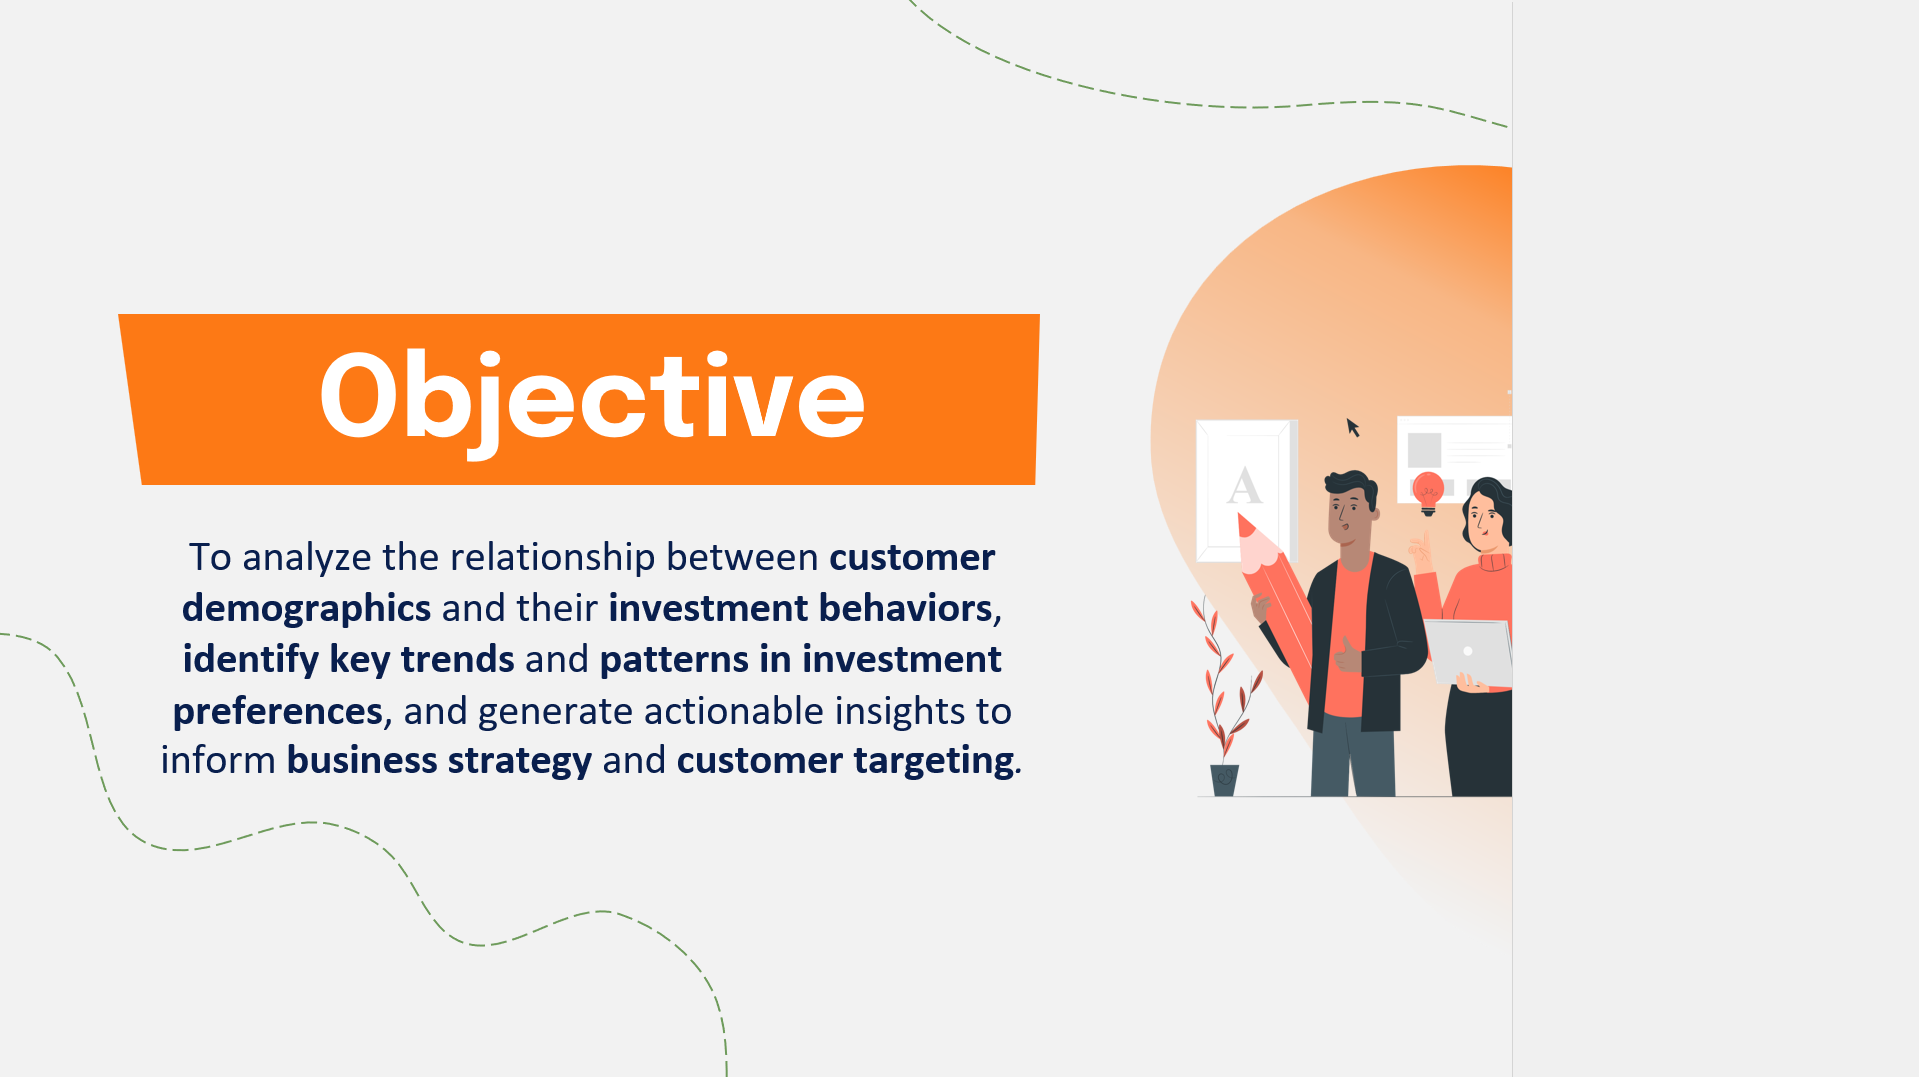 Objective
A
To analyze the relationship between customer
demographics and their investment behaviors,
identify key trends and patterns in investment
preferences, and generate actionable insights to
inform business strategy and customer targeting.